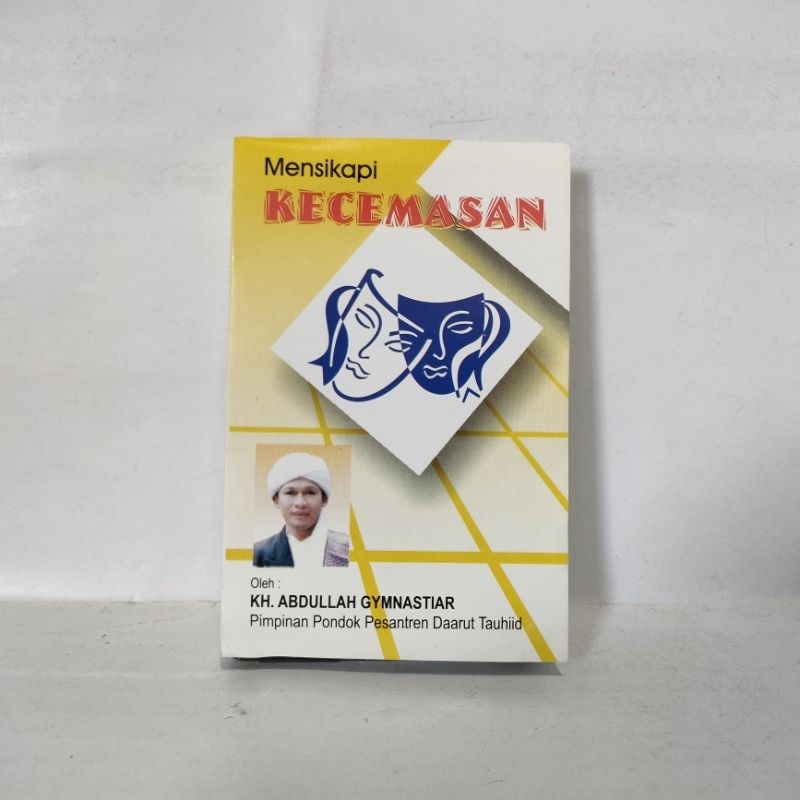 Mensikapi
KECEMASAN
Oleh :
KH. ABDULLAH GYMNASTIAR
Pimpinan Pondok Pesantren Daarut Tauhiid